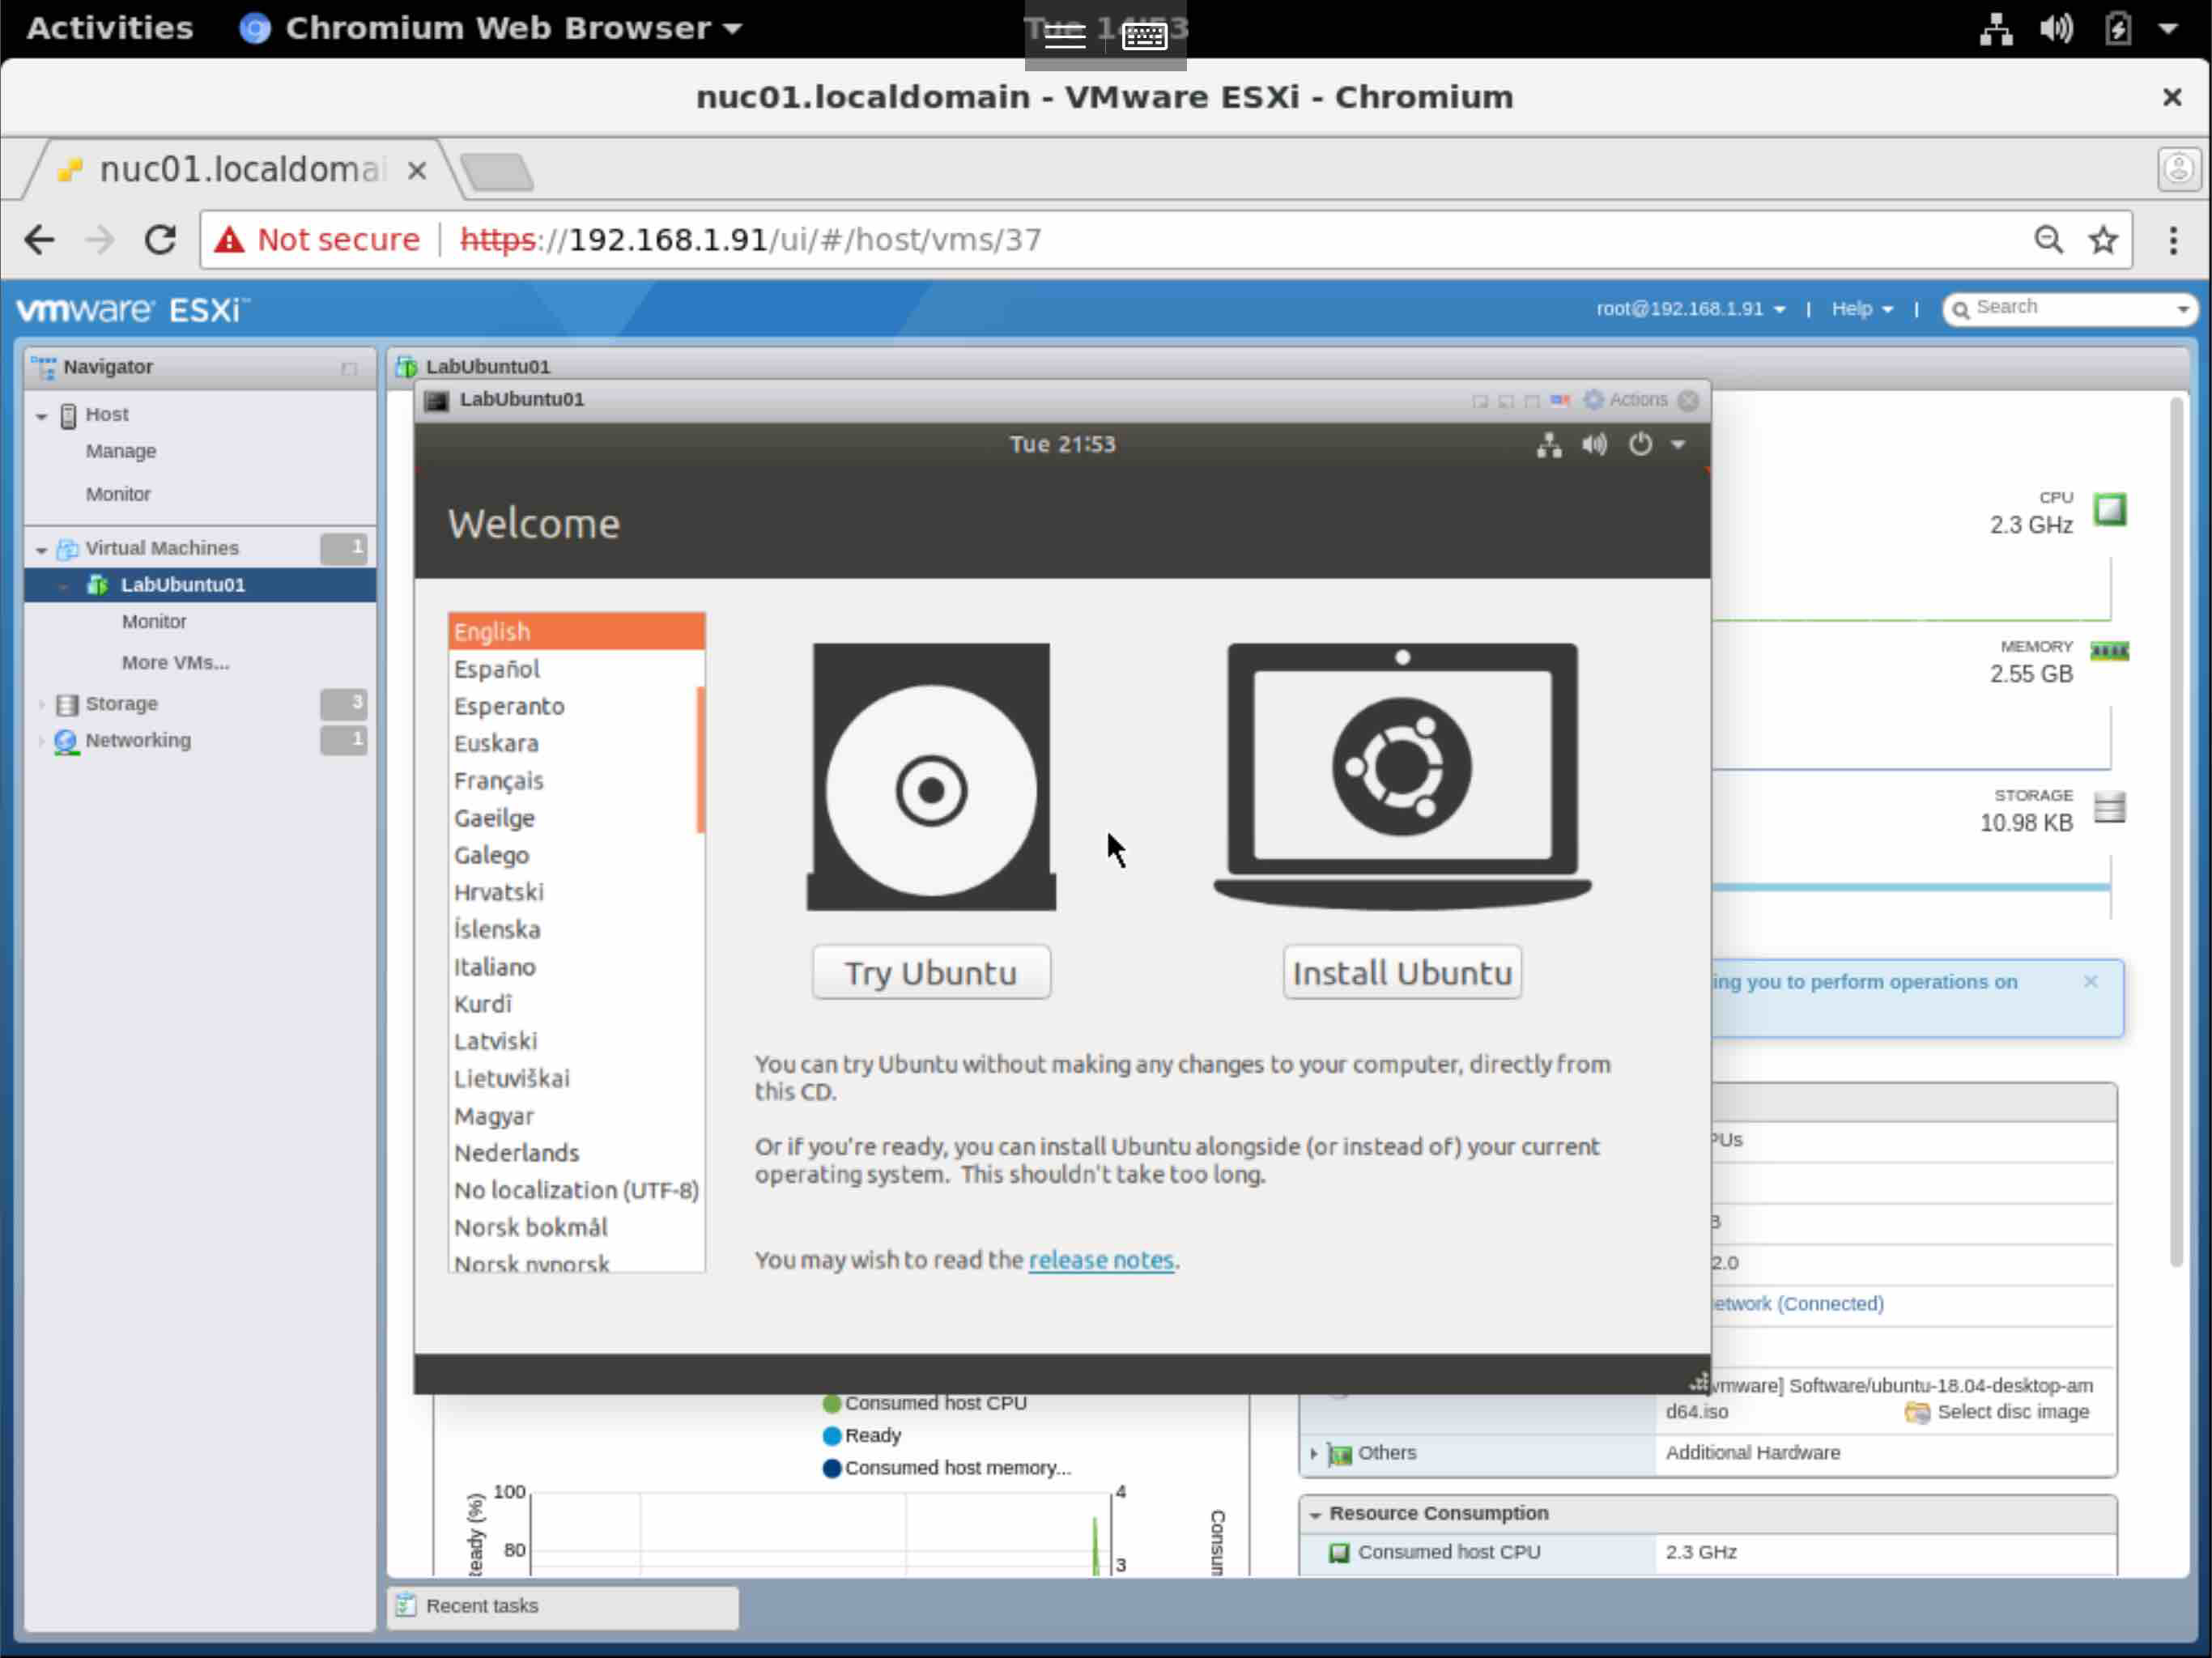 Activities
Chromium Web Browser
nuc01.localdomain - VMware ESXi - Chromium
nuc01.localdomai
Not secure
https://192.168.1.91/ui/#/host/vms/37
vmware ESXi
root@192.168.1.91 | Help | Search
Navigator
Host
Manage
Monitor
Virtual Machines 1
LabUbuntu01
Monitor
More VMs...
Storage 3
Networking 1
LabUbuntu01
LabUbuntu01
Actions
Tue 21:53
Welcome
English
Español
Esperanto
Euskara
Français
Gaeilge
Galego
Hrvatski
Íslenska
Italiano
Kurdî
Latviski
Lietuviškai
Magyar
Nederlands
No localization (UTF-8)
Norsk bokmål
Norsk nynorsk
Try Ubuntu
Install Ubuntu
You can try Ubuntu without making any changes to your computer, directly from
this CD.
Or if you're ready, you can install Ubuntu alongside (or instead of) your current
operating system. This shouldn't take too long.
You may wish to read the release notes.
CPU
2.3 GHz
MEMORY
2.55 GB
STORAGE
10.98 KB
ing you to perform operations on
PUs
B
2.0
etwork (Connected)
vmware] Software/ubuntu-18.04-desktop-am
d64.iso
Select disc image
Others
Additional Hardware
Resource Consumption
Consumed host CPU
2.3 GHz
Consumed host CPU
Ready
Consumed host memory...
100
80
eady (%)
4
3
Consum
Recent tasks